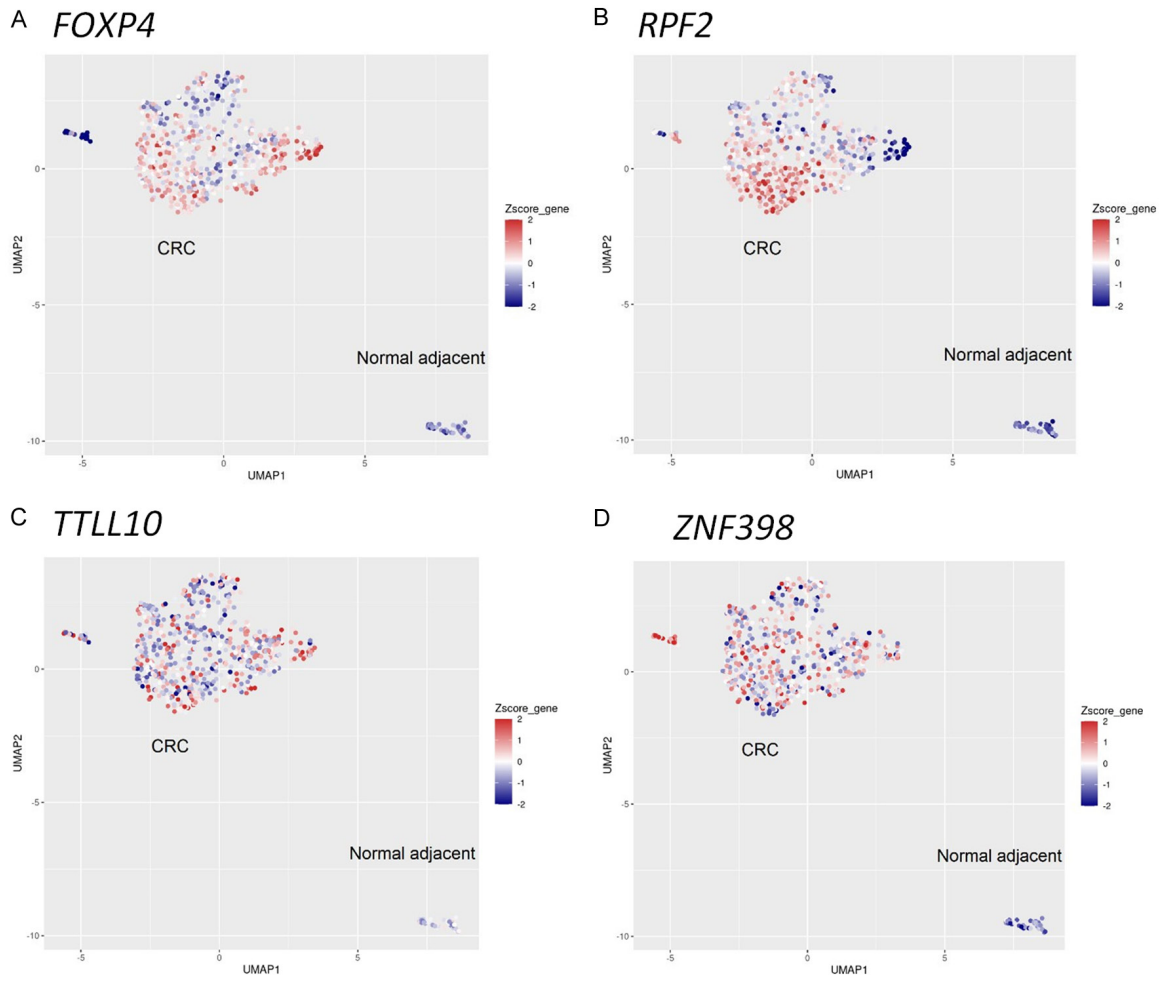 A FOXP4
0
-5
-10
-5 0 5
UMAP1
UMAP2
CRC
Normal adjacent
Zscore_gene
2
1
0
-1
-2
B RPF2
0
-5
-10
-5 0 5
UMAP1
UMAP2
CRC
Normal adjacent
Zscore_gene
2
1
0
-1
-2
C TTLL10
0
-5
-10
-5 0 5
UMAP1
UMAP2
CRC
Normal adjacent
Zscore_gene
2
1
0
-1
-2
D ZNF398
0
-5
-10
-5 0 5
UMAP1
UMAP2
CRC
Normal adjacent
Zscore_gene
2
1
0
-1
-2